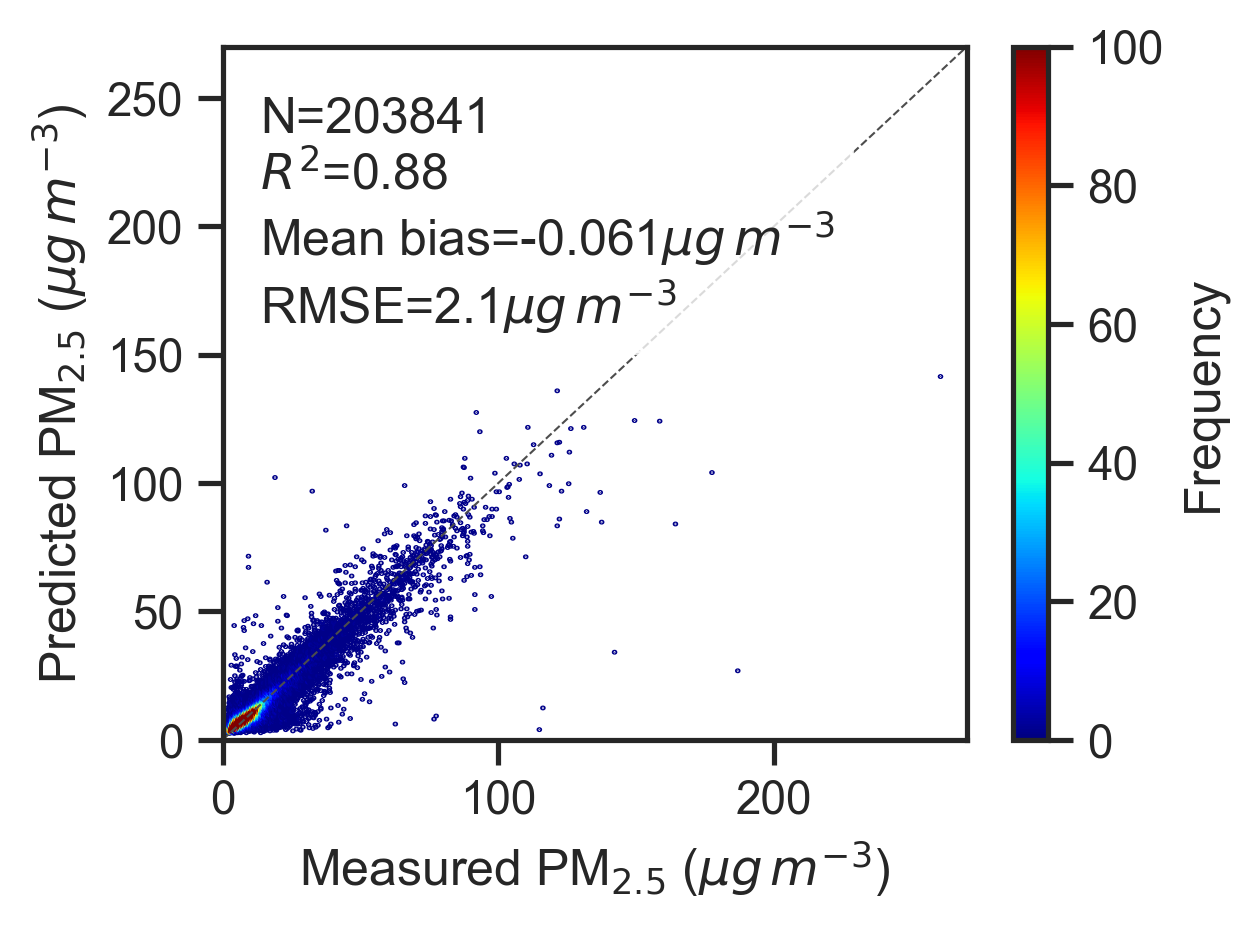 N=203841
R²=0.88
Mean bias=-0.061μg m⁻³
RMSE=2.1μg m⁻³
Predicted PM₂.₅ (μg m⁻³)
250
200
150
100
50
0
0 100 200
Measured PM₂.₅ (μg m⁻³)
100
80
60
40
20
0
Frequency